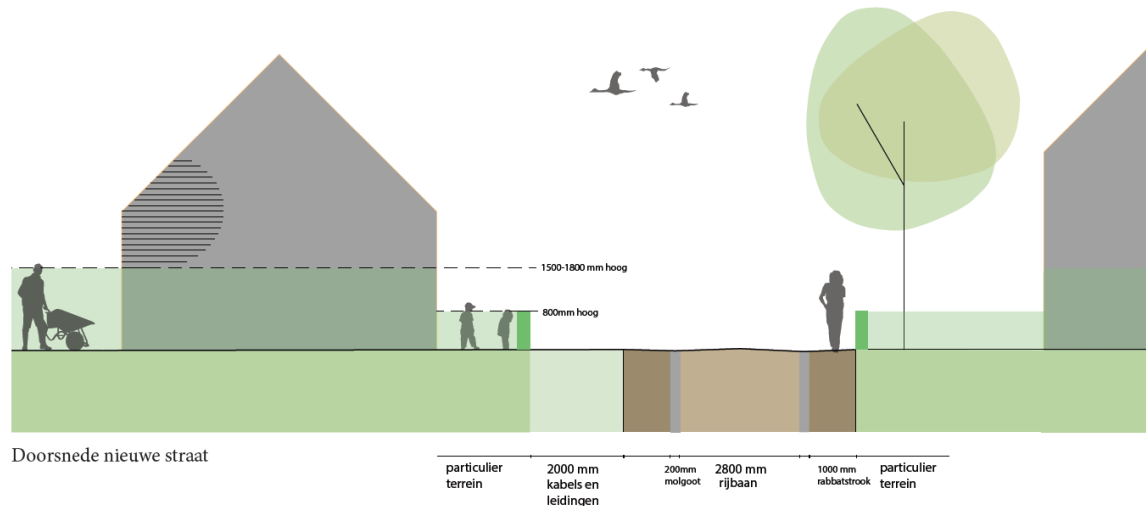 1500-1800 mm hoog
800mm hoog
Doorsnede nieuwe straat
particulier
terrein
2000 mm
kabels en
leidingen
200mm
molgoot
2800 mm
rijbaan
1000 mm
rabbatstrook
particulier
terrein